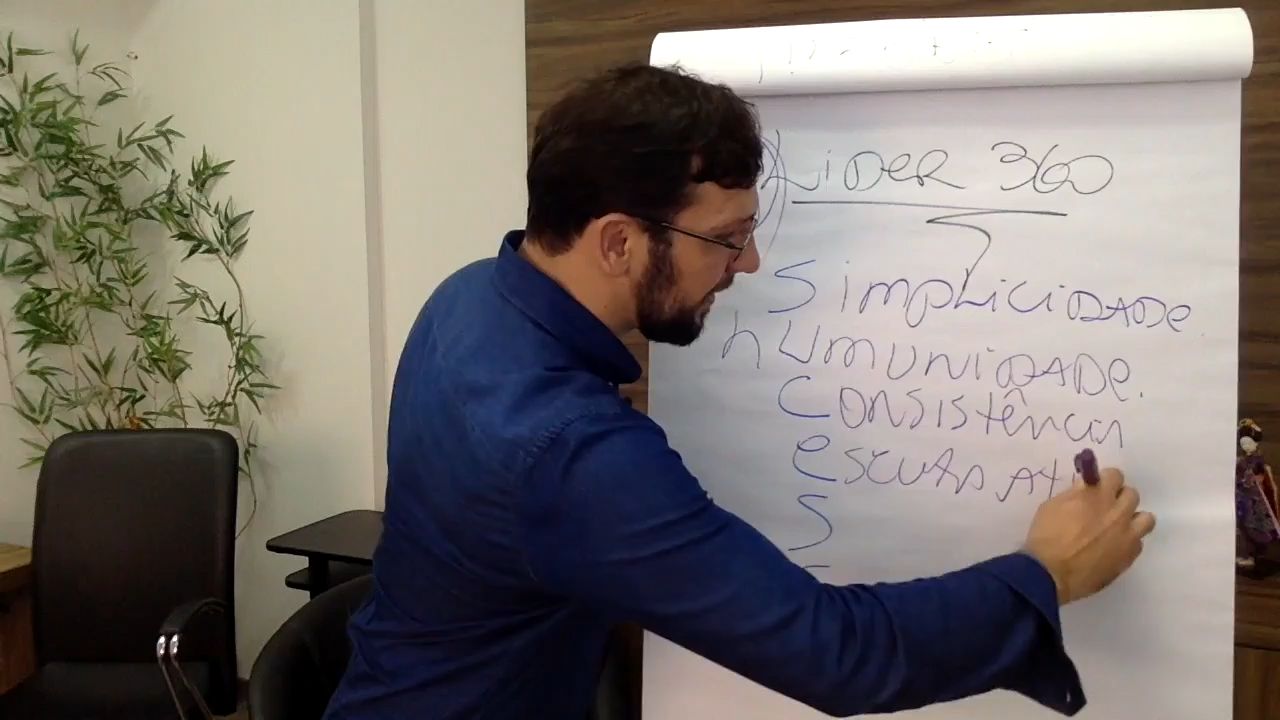 Lider 360
Simplicidade
hUmunidade.
Consistência
escuta ati
S
S